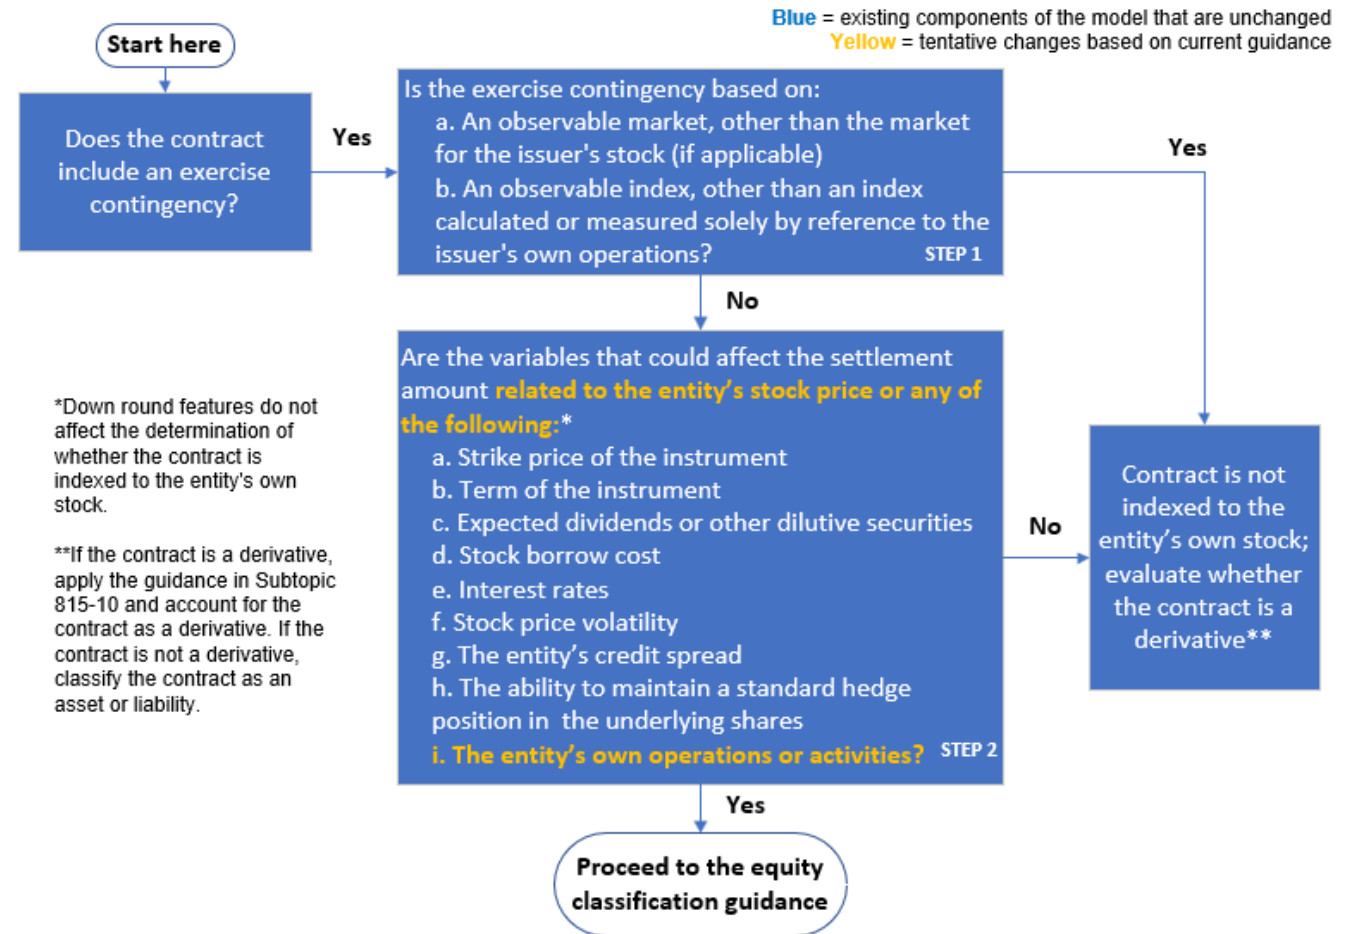 Blue = existing components of the model that are unchanged
Yellow = tentative changes based on current guidance
Start here
Does the contract
include an exercise
contingency?
Yes
Is the exercise contingency based on:
a. An observable market, other than the market
for the issuer's stock (if applicable)
b. An observable index, other than an index
calculated or measured solely by reference to the
issuer's own operations?
STEP 1
Yes
No
Are the variables that could affect the settlement
amount related to the entity’s stock price or any of
the following:*
a. Strike price of the instrument
b. Term of the instrument
c. Expected dividends or other dilutive securities
d. Stock borrow cost
e. Interest rates
f. Stock price volatility
g. The entity’s credit spread
h. The ability to maintain a standard hedge
position in the underlying shares
i. The entity’s own operations or activities?
STEP 2
No
Contract is not
indexed to the
entity’s own stock;
evaluate whether
the contract is a
derivative**
*Down round features do not
affect the determination of
whether the contract is
indexed to the entity's own
stock.
**If the contract is a derivative,
apply the guidance in Subtopic
815-10 and account for the
contract as a derivative. If the
contract is not a derivative,
classify the contract as an
asset or liability.
Yes
Proceed to the equity
classification guidance